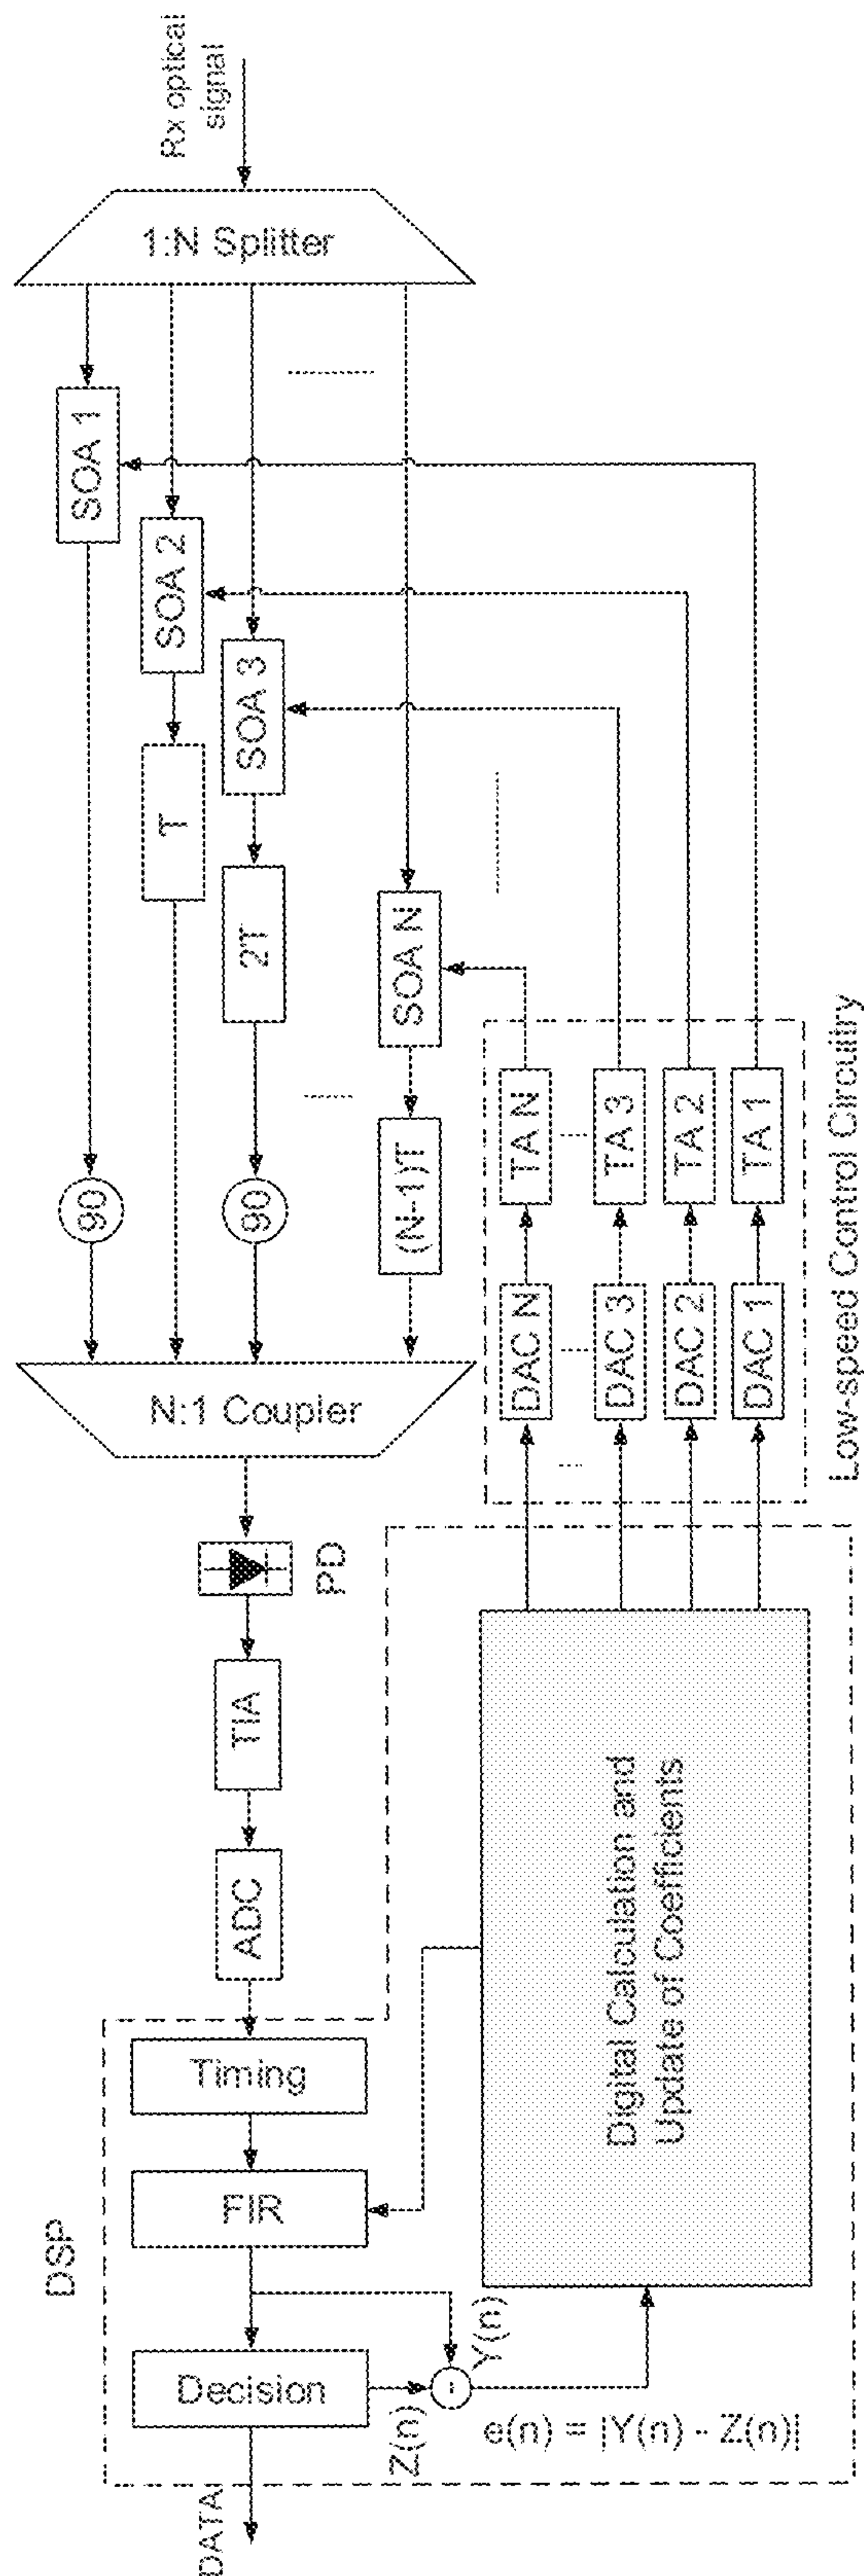 Rx optical
signal
1:N Splitter
SOA 1
SOA 2
SOA 3
SOA N
T
2T
(N-1)T
90
90
N:1 Coupler
TA N
TA 3
TA 2
TA 1
DAC N
DAC 3
DAC 2
DAC 1
Low-speed Control Circuitry
PD
TIA
ADC
Timing
FIR
Decision
DSP
Digital Calculation and
Update of Coefficients
Y(n)
Z(n)
-
e(n) = |Y(n) - Z(n)|
DATA